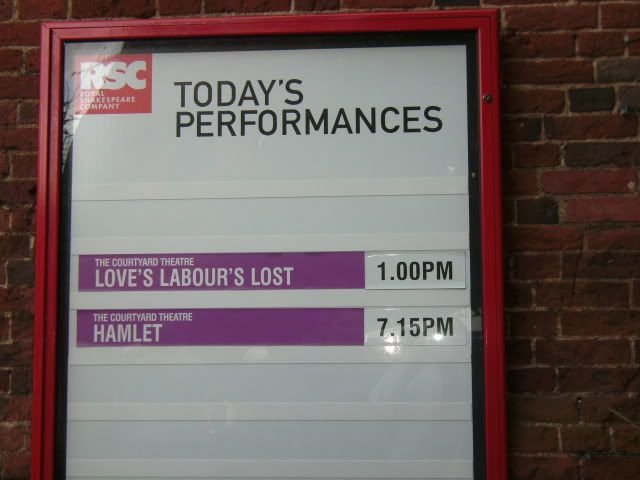 RSC
ROYAL
SHAKESPEARE
COMPANY
TODAY'S
PERFORMANCES
THE COURTYARD THEATRE
LOVE'S LABOUR'S LOST
1.00PM
THE COURTYARD THEATRE
HAMLET
7.15PM